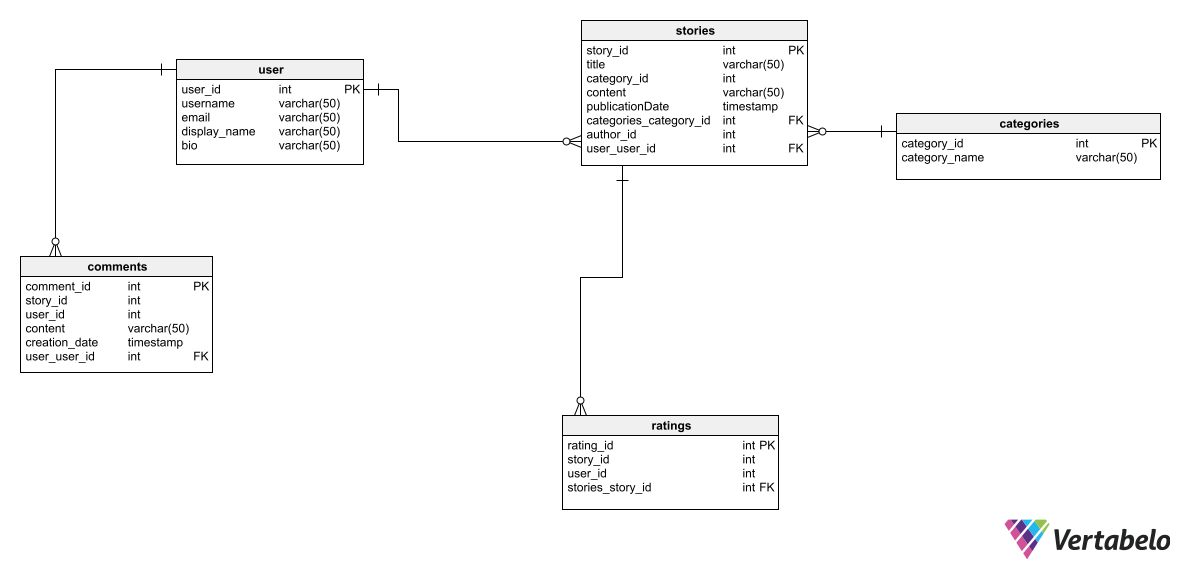 stories
story_id int PK
title varchar(50)
category_id int
content varchar(50)
publicationDate timestamp
categories_category_id int FK
author_id int
user_user_id int FK
user
user_id int PK
username varchar(50)
email varchar(50)
display_name varchar(50)
bio varchar(50)
categories
category_id int PK
category_name varchar(50)
comments
comment_id int PK
story_id int
user_id int
content varchar(50)
creation_date timestamp
user_user_id int FK
ratings
rating_id int PK
story_id int
user_id int
stories_story_id int FK
Vertabelo